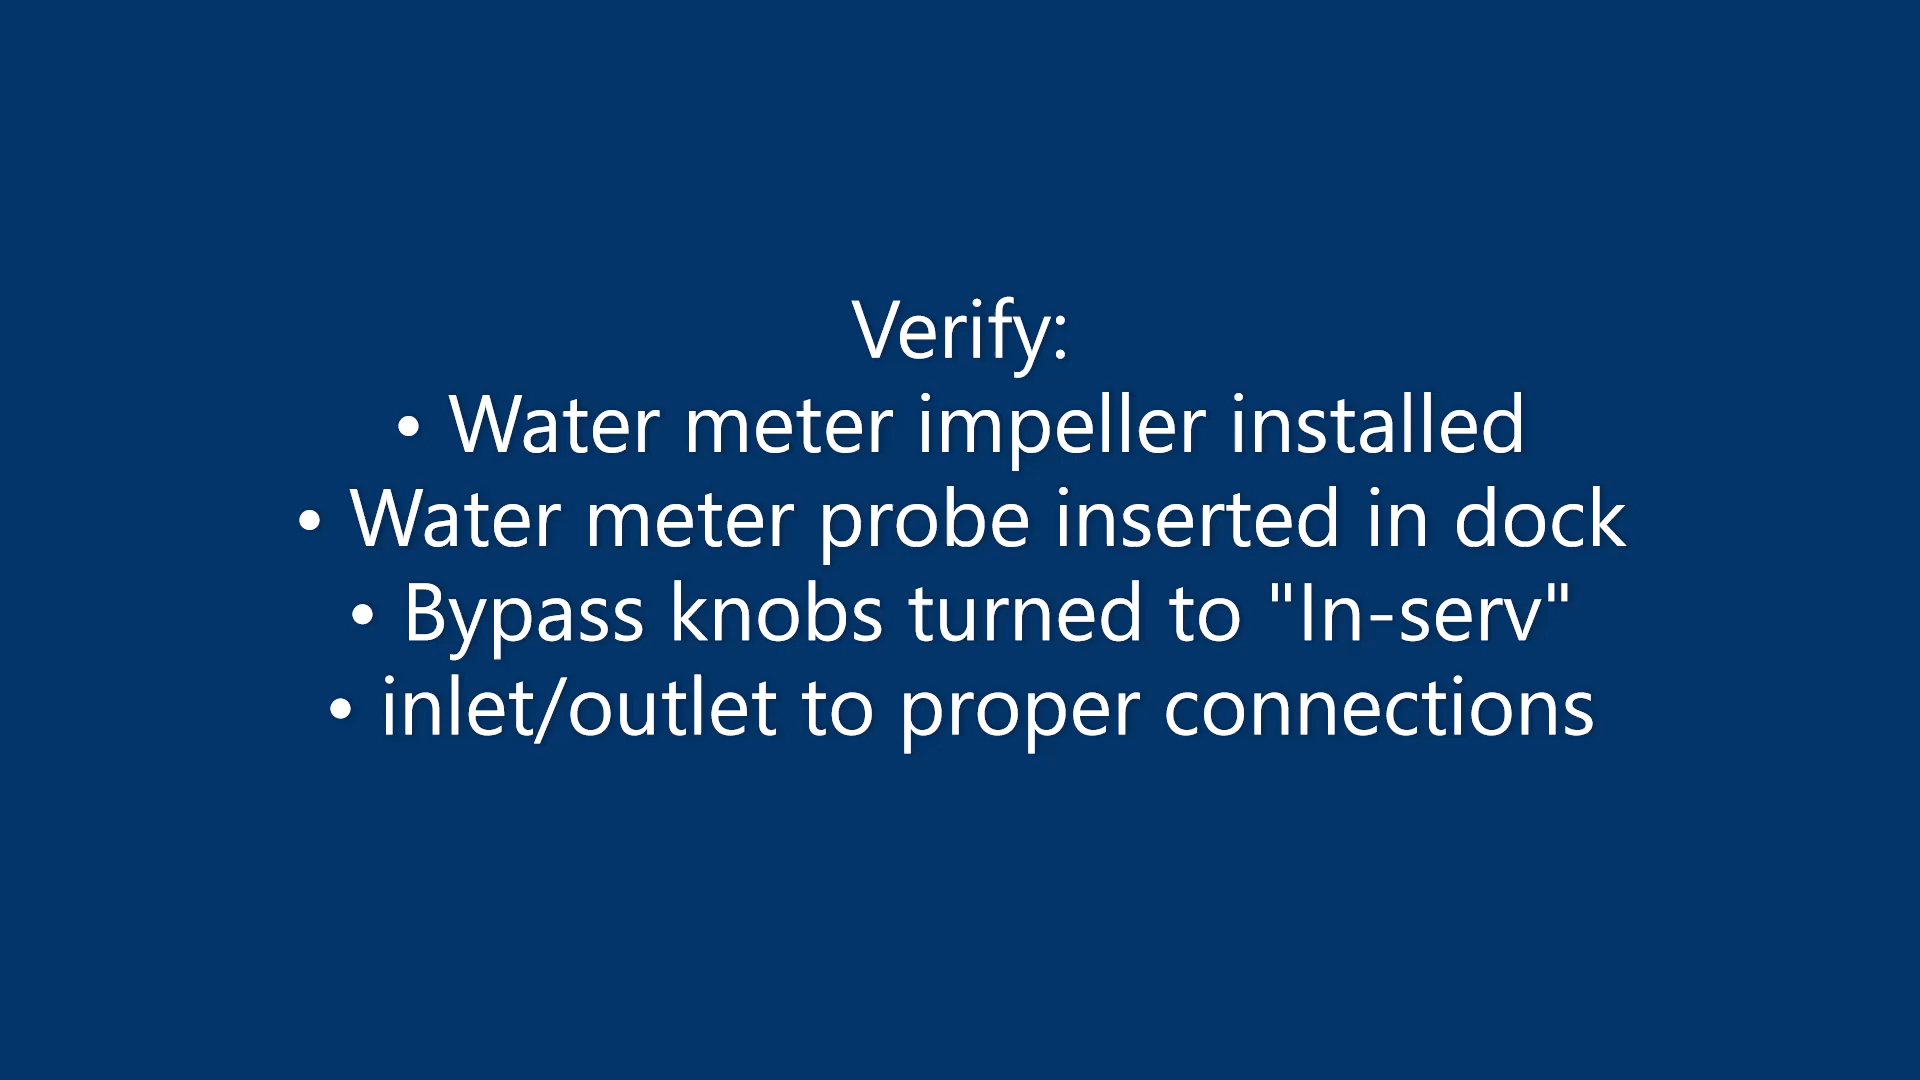 Verify:
• Water meter impeller installed
• Water meter probe inserted in dock
• Bypass knobs turned to "In-serv"
• inlet/outlet to proper connections